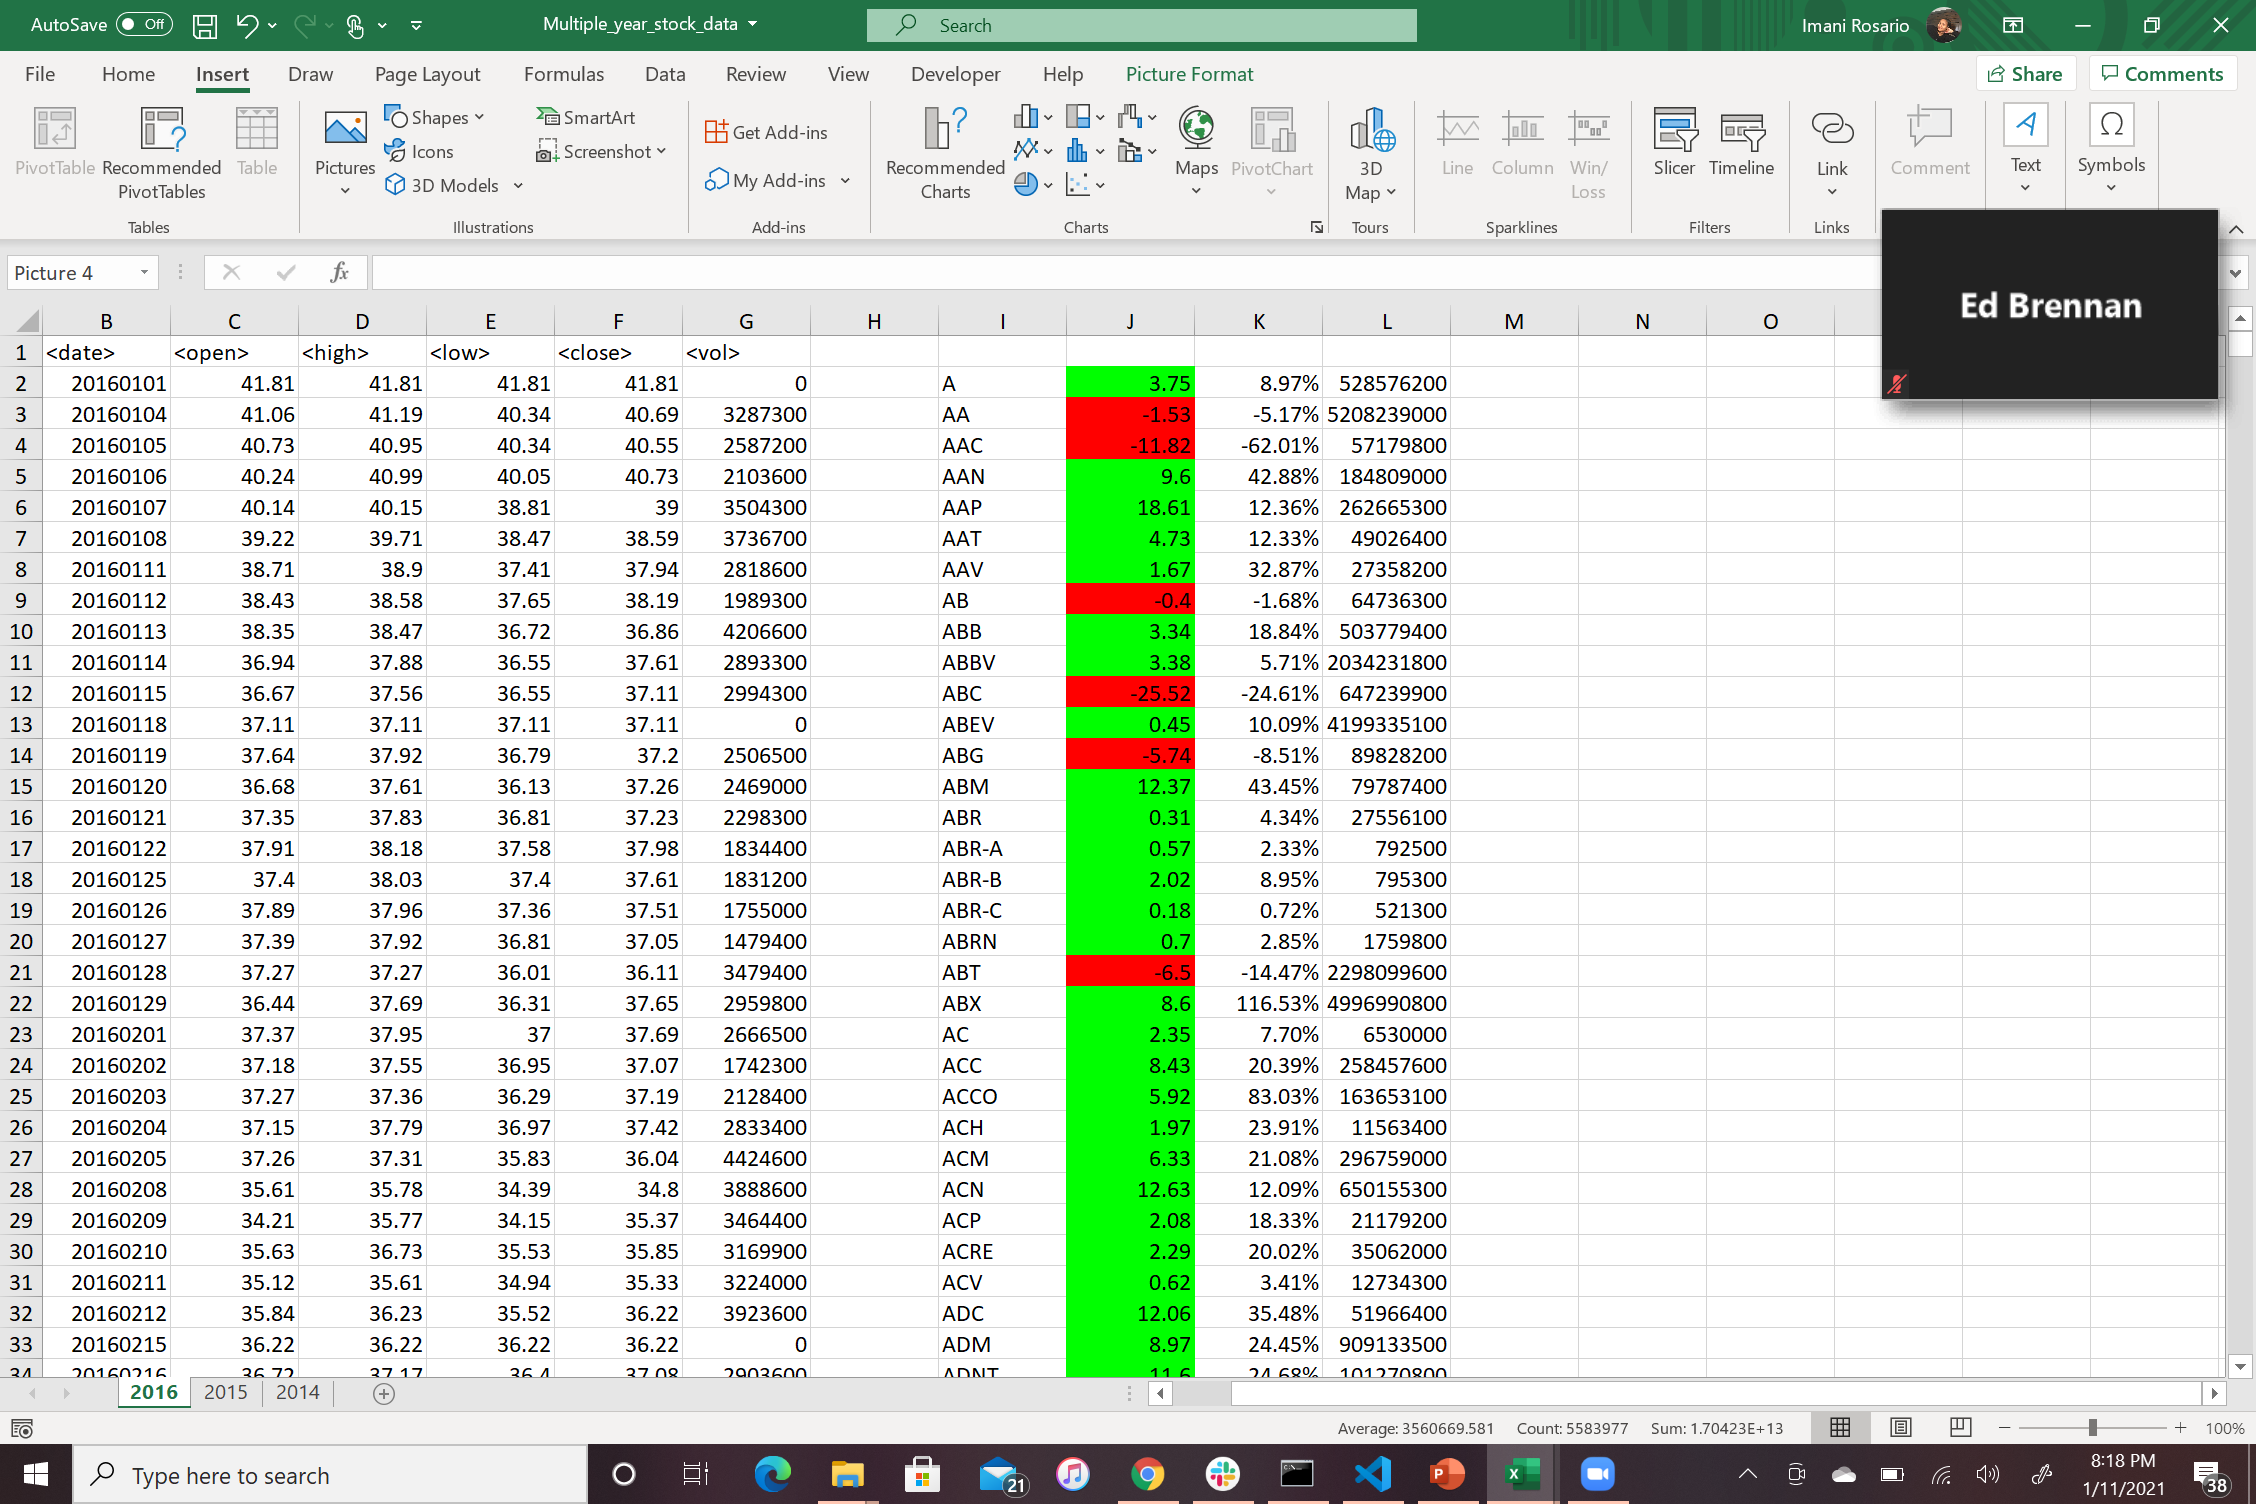 AutoSave Off Multiple_year_stock_data Search Imani Rosario
File Home Insert Draw Page Layout Formulas Data Review View Developer Help Picture Format Share Comments
PivotTable Recommended PivotTables Table
Tables
Pictures Shapes Icons 3D Models SmartArt Screenshot
Illustrations
Get Add-ins
My Add-ins
Add-ins
Recommended Charts Maps PivotChart
Charts
3D Map
Tours
Line Column Win/Loss
Sparklines
Slicer Timeline
Filters
Link
Links
Comment
Text
Symbols
Picture 4 fx
Ed Brennan
B C D E F G H I J K L M N O
1 <date> <open> <high> <low> <close> <vol>
2 20160101 41.81 41.81 41.81 41.81 0 A 3.75 8.97% 528576200
3 20160104 41.06 41.19 40.34 40.69 3287300 AA -1.53 -5.17% 5208239000
4 20160105 40.73 40.95 40.34 40.55 2587200 AAC -11.82 -62.01% 57179800
5 20160106 40.24 40.99 40.05 40.73 2103600 AAN 9.6 42.88% 184809000
6 20160107 40.14 40.15 38.81 39 3504300 AAP 18.61 12.36% 262665300
7 20160108 39.22 39.71 38.47 38.59 3736700 AAT 4.73 12.33% 49026400
8 20160111 38.71 38.9 37.41 37.94 2818600 AAV 1.67 32.87% 27358200
9 20160112 38.43 38.58 37.65 38.19 1989300 AB -0.4 -1.68% 64736300
10 20160113 38.35 38.47 36.72 36.86 4206600 ABB 3.34 18.84% 503779400
11 20160114 36.94 37.88 36.55 37.61 2893300 ABBV 3.38 5.71% 2034231800
12 20160115 36.67 37.56 36.55 37.11 2994300 ABC -25.52 -24.61% 647239900
13 20160118 37.11 37.11 37.11 37.11 0 ABEV 0.45 10.09% 4199335100
14 20160119 37.64 37.92 36.79 37.2 2506500 ABG -5.74 -8.51% 89828200
15 20160120 36.68 37.61 36.13 37.26 2469000 ABM 12.37 43.45% 79787400
16 20160121 37.35 37.83 36.81 37.23 2298300 ABR 0.31 4.34% 27556100
17 20160122 37.91 38.18 37.58 37.98 1834400 ABR-A 0.57 2.33% 792500
18 20160125 37.4 38.03 37.4 37.61 1831200 ABR-B 2.02 8.95% 795300
19 20160126 37.89 37.96 37.36 37.51 1755000 ABR-C 0.18 0.72% 521300
20 20160127 37.39 37.92 36.81 37.05 1479400 ABRN 0.7 2.85% 1759800
21 20160128 37.27 37.27 36.01 36.11 3479400 ABT -6.5 -14.47% 2298099600
22 20160129 36.44 37.69 36.31 37.65 2959800 ABX 8.6 116.53% 4996990800
23 20160201 37.37 37.95 37 37.69 2666500 AC 2.35 7.70% 6530000
24 20160202 37.18 37.55 36.95 37.07 1742300 ACC 8.43 20.39% 258457600
25 20160203 37.27 37.36 36.29 37.19 2128400 ACCO 5.92 83.03% 163653100
26 20160204 37.15 37.79 36.97 37.42 2833400 ACH 1.97 23.91% 11563400
27 20160205 37.26 37.31 35.83 36.04 4424600 ACM 6.33 21.08% 296759000
28 20160208 35.61 35.78 34.39 34.8 3888600 ACN 12.63 12.09% 650155300
29 20160209 34.21 35.77 34.15 35.37 3464400 ACP 2.08 18.33% 21179200
30 20160210 35.63 36.73 35.53 35.85 3169900 ACRE 2.29 20.02% 35062000
31 20160211 35.12 35.61 34.94 35.33 3224000 ACV 0.62 3.41% 12734300
32 20160212 35.84 36.23 35.52 36.22 3923600 ADC 12.06 35.48% 51966400
33 20160215 36.22 36.22 36.22 36.22 0 ADM 8.97 24.45% 909133500
34 20160216 36.72 37.17 36.4 37.08 2903600 ADNT 11.6 24.68% 101270800
2016 2015 2014
Average: 3560669.581 Count: 5583977 Sum: 1.70423E+13 100%
Type here to search 21 8:18 PM
1/11/2021 38